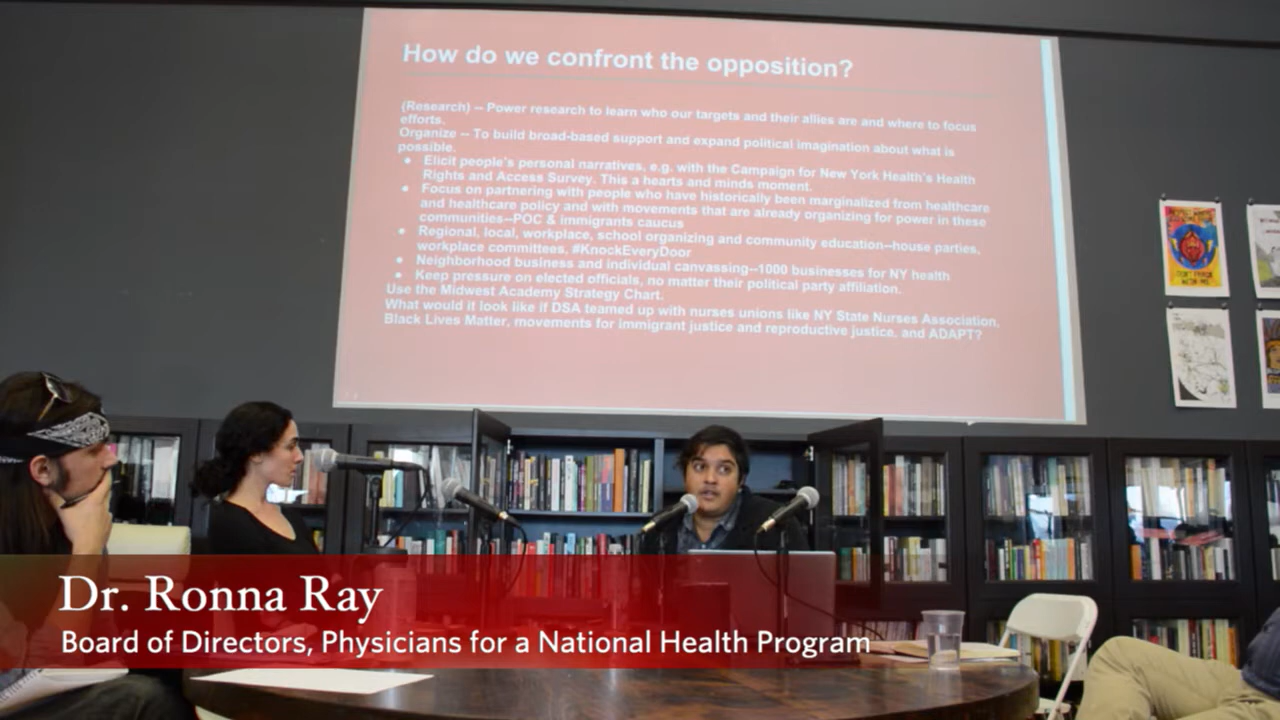 How do we confront the opposition?
(Research) -- Power research to learn who our targets and their allies are and where to focus
efforts.
Organize -- To build broad-based support and expand political imagination about what is
possible.
● Elicit people's personal narratives, e.g. with the Campaign for New York Health's Health
Rights and Access Survey. This a hearts and minds moment.
● Focus on partnering with people who have historically been marginalized from healthcare
and healthcare policy and with movements that are already organizing for power in these
communities--POC & immigrants caucus
● Regional, local, workplace, school organizing and community education--house parties,
workplace committees, #KnockEveryDoor
● Neighborhood business and individual canvassing--1000 businesses for NY health
● Keep pressure on elected officials, no matter their political party affiliation.
Use the Midwest Academy Strategy Chart.
What would it look like if DSA teamed up with nurses unions like NY State Nurses Association,
Black Lives Matter, movements for immigrant justice and reproductive justice, and ADAPT?
Dr. Ronna Ray
Board of Directors, Physicians for a National Health Program